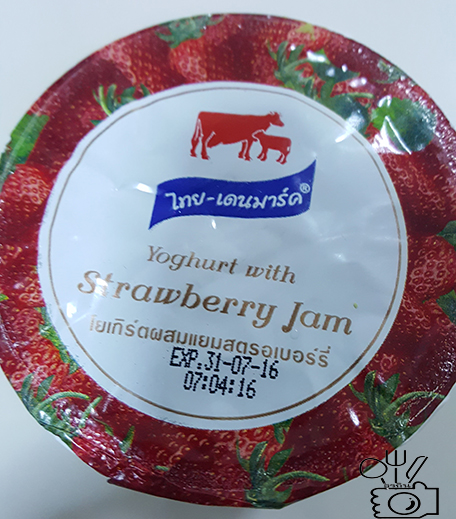 ไทย-เดนมาร์ค®
Yoghurt with
Strawberry Jam
โยเกิร์ตผสมแยมสตรอเบอร์รี่
EXP.31-07-16
07:04:16